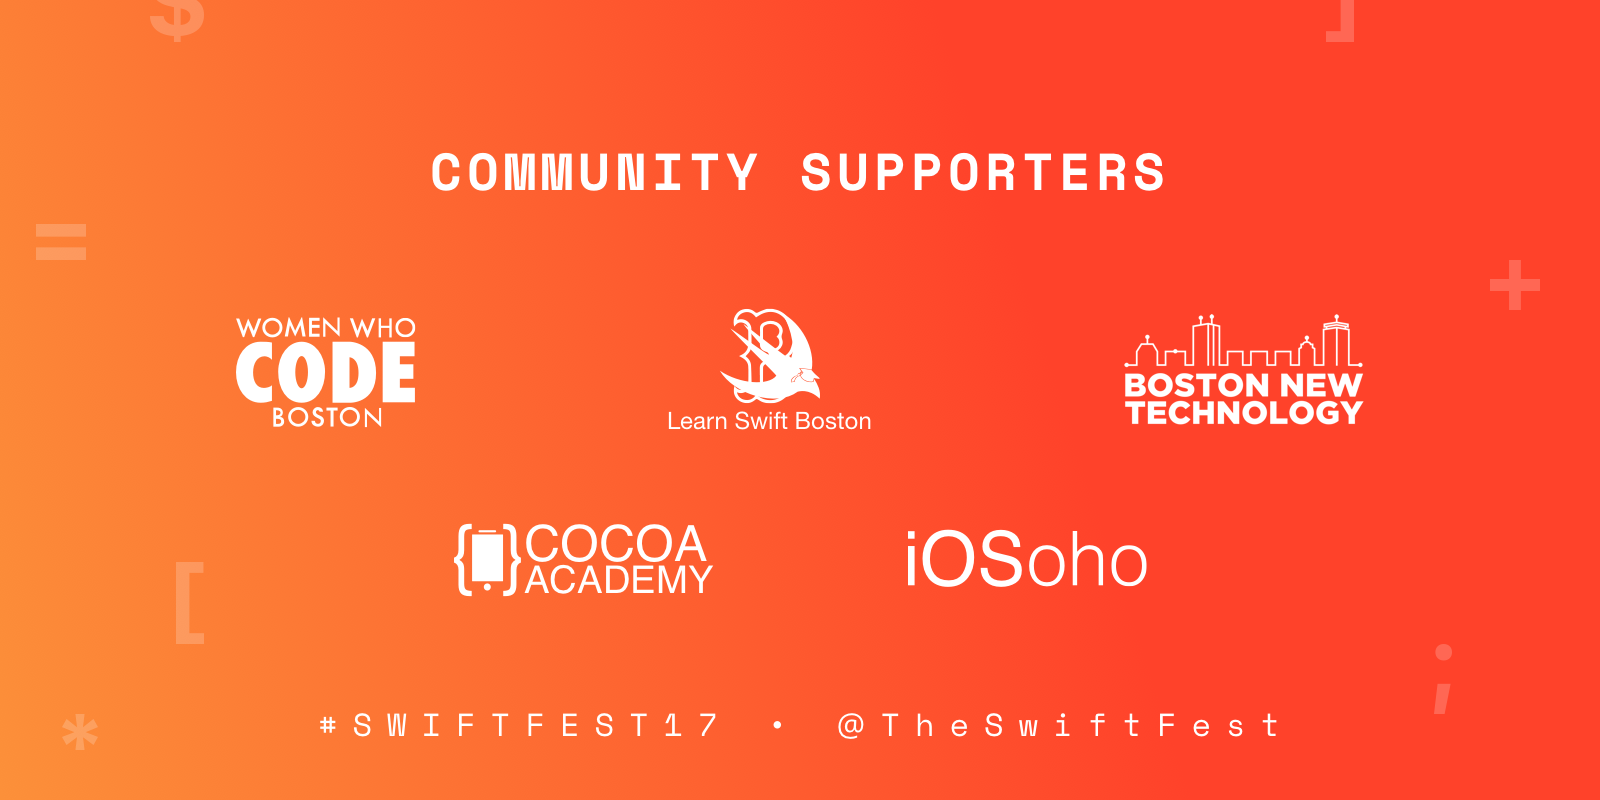 $
]
COMMUNITY SUPPORTERS
=
+
WOMEN WHO
CODE
BOSTON
B
Learn Swift Boston
BOSTON NEW
TECHNOLOGY
{ } COCOA
ACADEMY
iOSoho
[
;
*
#SWIFTFEST17 • @TheSwiftFest